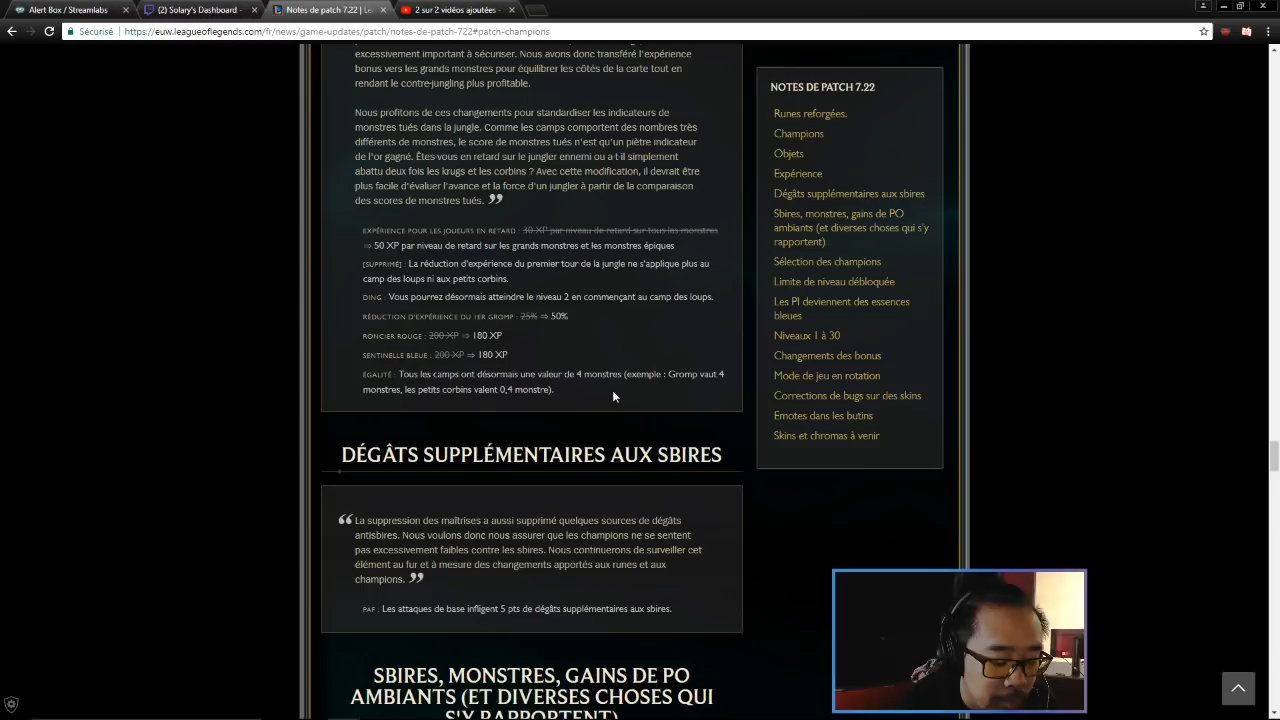 Alert Box / Streamlabs
(2) Solary's Dashboard -
Notes de patch 7.22 | Le
2 sur 2 vidéos ajoutées -
Sécurisé
https://euw.leagueoflegends.com/fr/news/game-updates/patch/notes-de-patch-722#patch-champions
excessivement important à sécuriser. Nous avons donc transféré l'expérience
bonus vers les grands monstres pour équilibrer les côtés de la carte tout en
rendant le contre-jungling plus profitable.
Nous profitons de ces changements pour standardiser les indicateurs de
monstres tués dans la jungle. Comme les camps comportent des nombres très
différents de monstres, le score de monstres tués n'est qu'un piètre indicateur
de l'or gagné. Êtes-vous en retard sur le jungler ennemi ou a-t-il simplement
abattu deux fois les krugs et les corbins ? Avec cette modification, il devrait être
plus facile d'évaluer l'avance et la force d'un jungler à partir de la comparaison
des scores de monstres tués. ”
EXPÉRIENCE POUR LES JOUEURS EN RETARD : 30 XP par niveau de retard sur tous les monstres
⇒ 50 XP par niveau de retard sur les grands monstres et les monstres épiques
[SUPPRIMÉ] : La réduction d'expérience du premier tour de la jungle ne s'applique plus au
camp des loups ni aux petits corbins.
DING : Vous pourrez désormais atteindre le niveau 2 en commençant au camp des loups.
RÉDUCTION D'EXPÉRIENCE DU 1ER GROMP : 25% ⇒ 50%
RONCIER ROUGE : 200 XP ⇒ 180 XP
SENTINELLE BLEUE : 200 XP ⇒ 180 XP
ÉGALITÉ : Tous les camps ont désormais une valeur de 4 monstres (exemple : Gromp vaut 4
monstres, les petits corbins valent 0,4 monstre).
DÉGÂTS SUPPLÉMENTAIRES AUX SBIRES
“ La suppression des maîtrises a aussi supprimé quelques sources de dégâts
antisbires. Nous voulons donc nous assurer que les champions ne se sentent
pas excessivement faibles contre les sbires. Nous continuerons de surveiller cet
élément au fur et à mesure des changements apportés aux runes et aux
champions. ”
PAF : Les attaques de base infligent 5 pts de dégâts supplémentaires aux sbires.
SBIRES, MONSTRES, GAINS DE PO
AMBIANTS (ET DIVERSES CHOSES QUI
S'Y RAPPORTENT)
NOTES DE PATCH 7.22
Runes reforgées.
Champions
Objets
Expérience
Dégâts supplémentaires aux sbires
Sbires, monstres, gains de PO
ambiants (et diverses choses qui s'y
rapportent)
Sélection des champions
Limite de niveau débloquée
Les PI deviennent des essences
bleues
Niveaux 1 à 30
Changements des bonus
Mode de jeu en rotation
Corrections de bugs sur des skins
Emotes dans les butins
Skins et chromas à venir